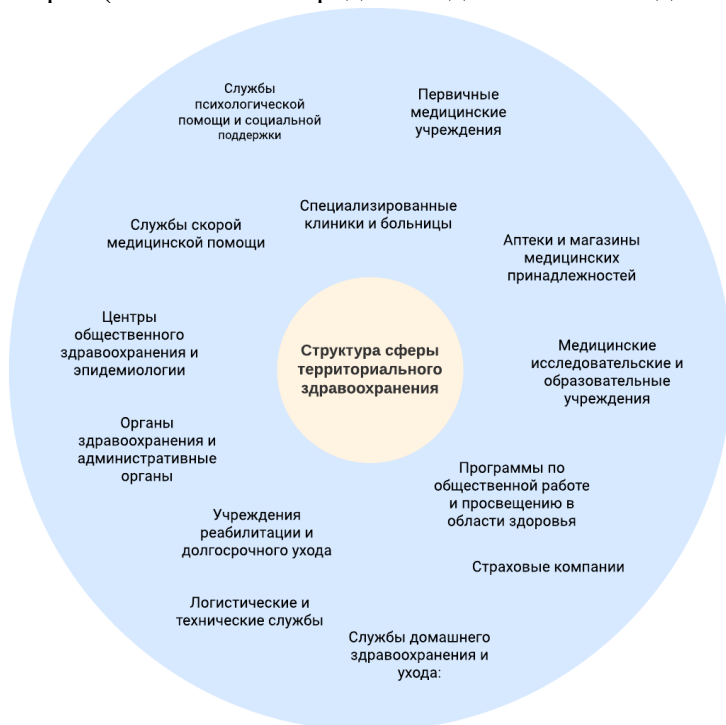 Службы
психологической
помощи и социальной
поддержки
Первичные
медицинские
учреждения
Специализированные
клиники и больницы
Службы скорой
медицинской помощи
Аптеки и магазины
медицинских
принадлежностей
Центры
общественного
здравоохранения и
эпидемиологии
Структура сферы
территориального
здравоохранения
Медицинские
исследовательские и
образовательные
учреждения
Органы
здравоохранения и
административные
органы
Программы по
общественной работе
и просвещению в
области здоровья
Учреждения
реабилитации и
долгосрочного ухода
Страховые компании
Логистические и
технические службы
Службы домашнего
здравоохранения и
ухода: